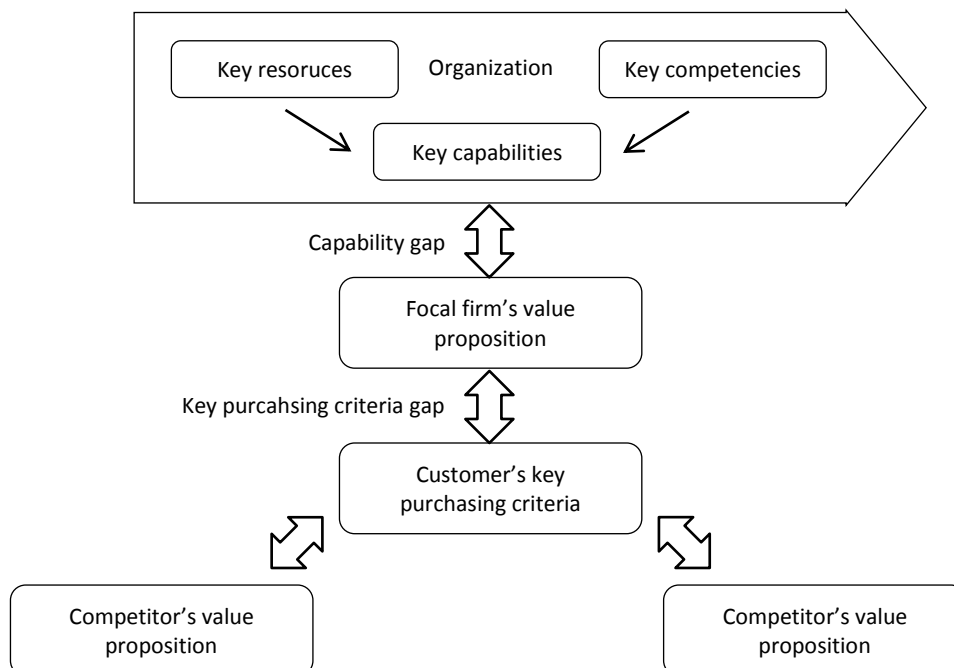 Key resoruces
Organization
Key competencies
Key capabilities
Capability gap
Focal firm’s value
proposition
Key purcahsing criteria gap
Customer’s key
purchasing criteria
Competitor’s value
proposition
Competitor’s value
proposition